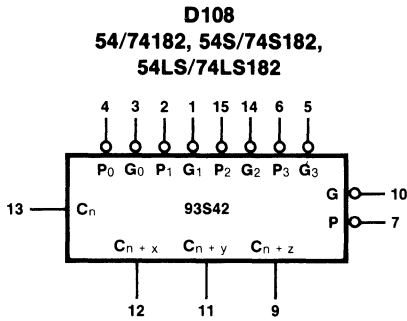 D108
54/74182, 54S/74S182,
54LS/74LS182
4 3 2 1 15 14 6 5
P0 G0 P1 G1 P2 G2 P3 G3
G 10
13 Cn 93S42
P 7
Cn + x Cn + y Cn + z
12 11 9